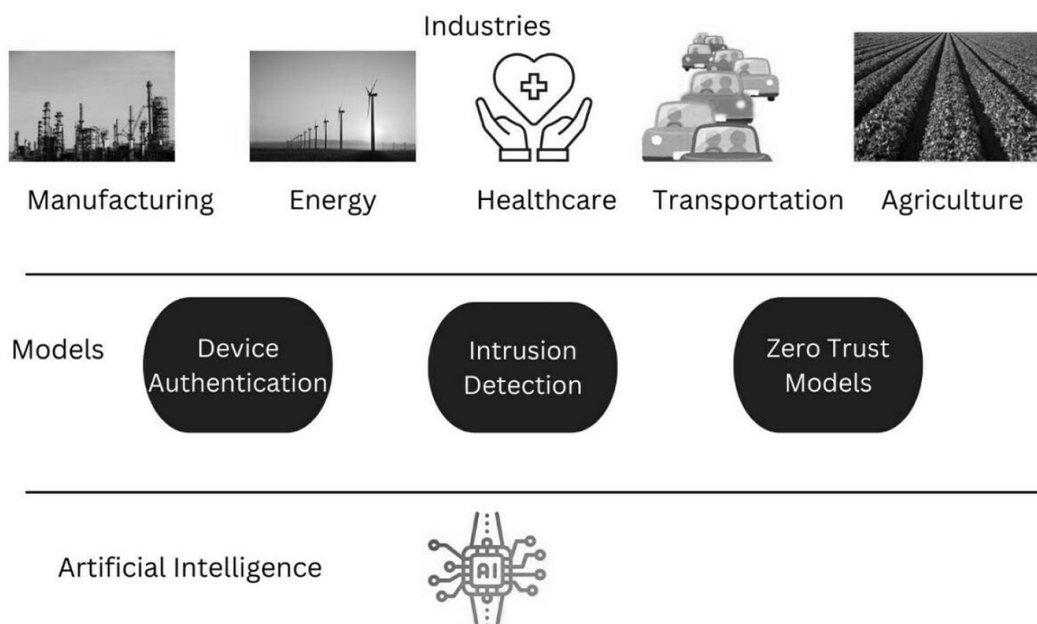 Industries
Manufacturing
Energy
Healthcare
Transportation
Agriculture
Models
Device
Authentication
Intrusion
Detection
Zero Trust
Models
Artificial Intelligence
AI